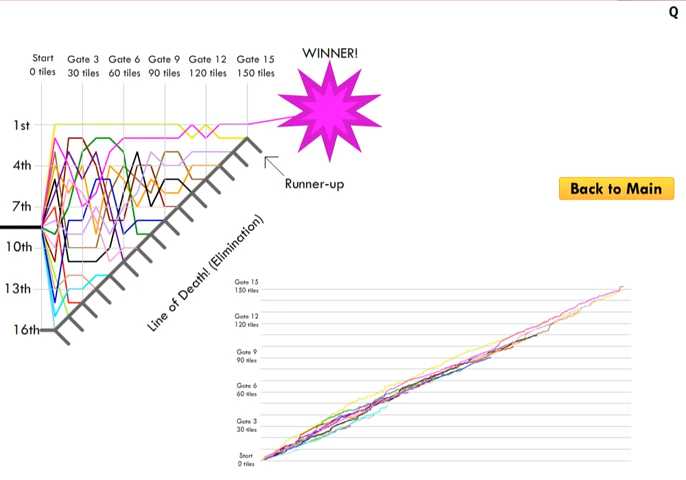 Q
WINNER!
Start Gate 3 Gate 6 Gate 9 Gate 12 Gate 15
0 tiles 30 tiles 60 tiles 90 tiles 120 tiles 150 tiles
1st
4th
Runner-up
Back to Main
7th
10th
Line of Death! (Elimination)
13th
16th
Gate 15
150 tiles
Gate 12
120 tiles
Gate 9
90 tiles
Gate 6
60 tiles
Gate 3
30 tiles
Start
0 tiles